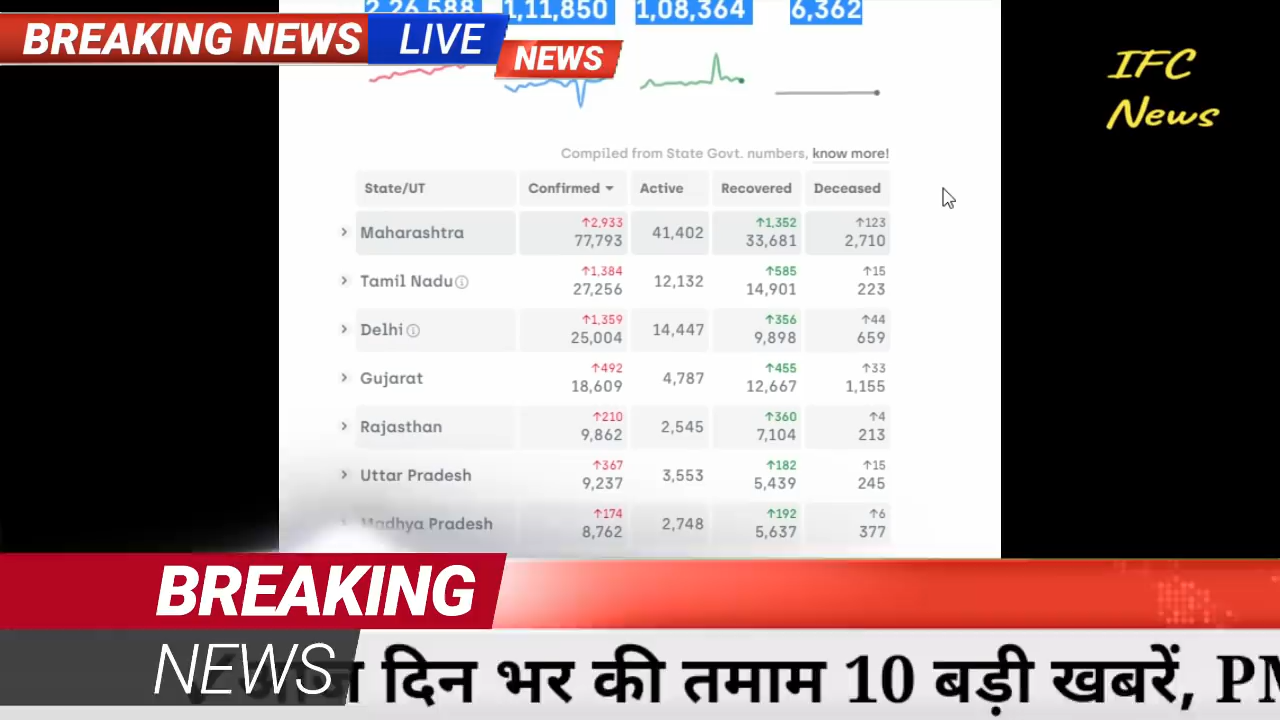 2,26,588 1,11,850 1,08,364 6,362
BREAKING NEWS LIVE
NEWS
IFC
News
Compiled from State Govt. numbers, know more!
State/UT Confirmed Active Recovered Deceased
Maharashtra ↑2,933 77,793 41,402 ↑1,352 33,681 ↑123 2,710
Tamil Nadu ↑1,384 27,256 12,132 ↑585 14,901 ↑15 223
Delhi ↑1,359 25,004 14,447 ↑356 9,898 ↑44 659
Gujarat ↑492 18,609 4,787 ↑455 12,667 ↑33 1,155
Rajasthan ↑210 9,862 2,545 ↑360 7,104 ↑4 213
Uttar Pradesh ↑367 9,237 3,553 ↑182 5,439 ↑15 245
Madhya Pradesh ↑174 8,762 2,748 ↑192 5,637 ↑6 377
BREAKING
NEWS
दिन भर की तमाम 10 बड़ी खबरें, PM